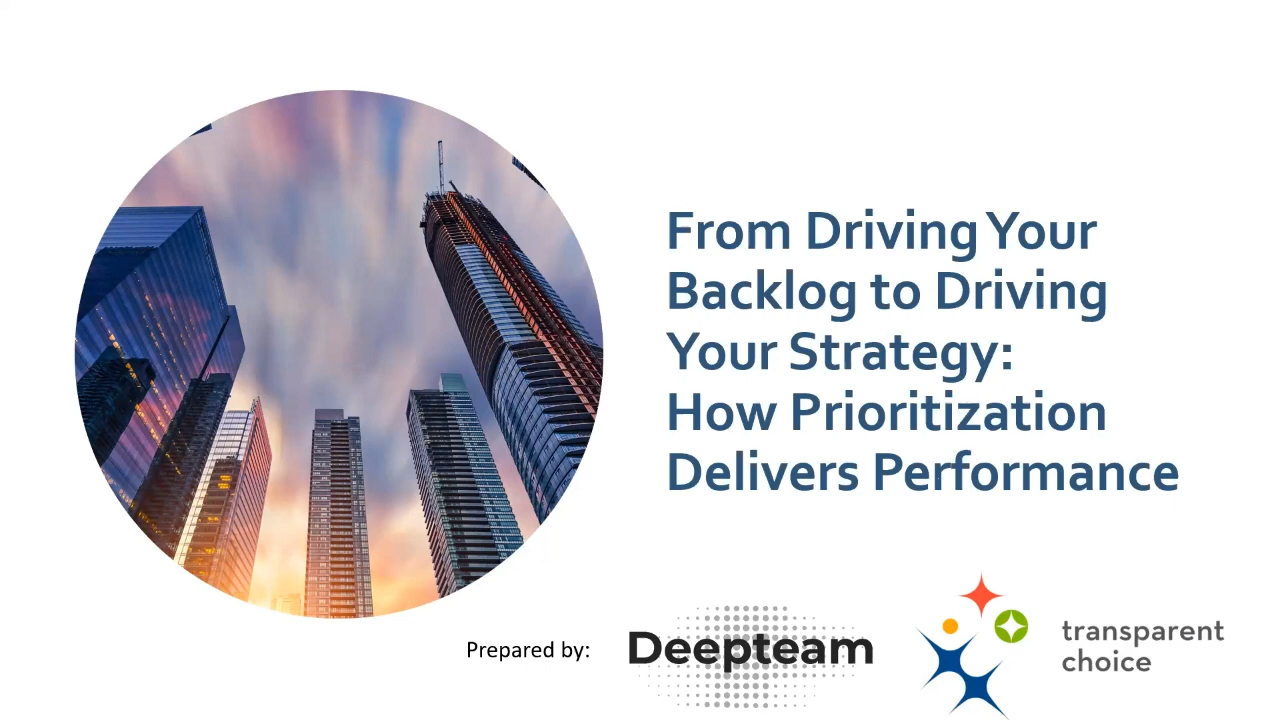 From Driving Your
Backlog to Driving
Your Strategy:
How Prioritization
Delivers Performance
Prepared by:
Deepteam
transparent
choice